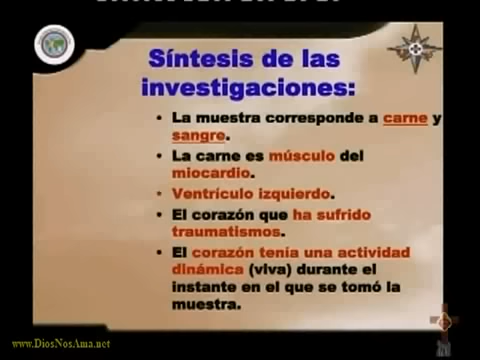 Síntesis de las
investigaciones:
• La muestra corresponde a carne y
sangre.
• La carne es músculo del
miocardio.
• Ventrículo izquierdo.
• El corazón que ha sufrido
traumatismos.
• El corazón tenía una actividad
dinámica (viva) durante el
instante en el que se tomó la
muestra.
www.DiosNosAma.net